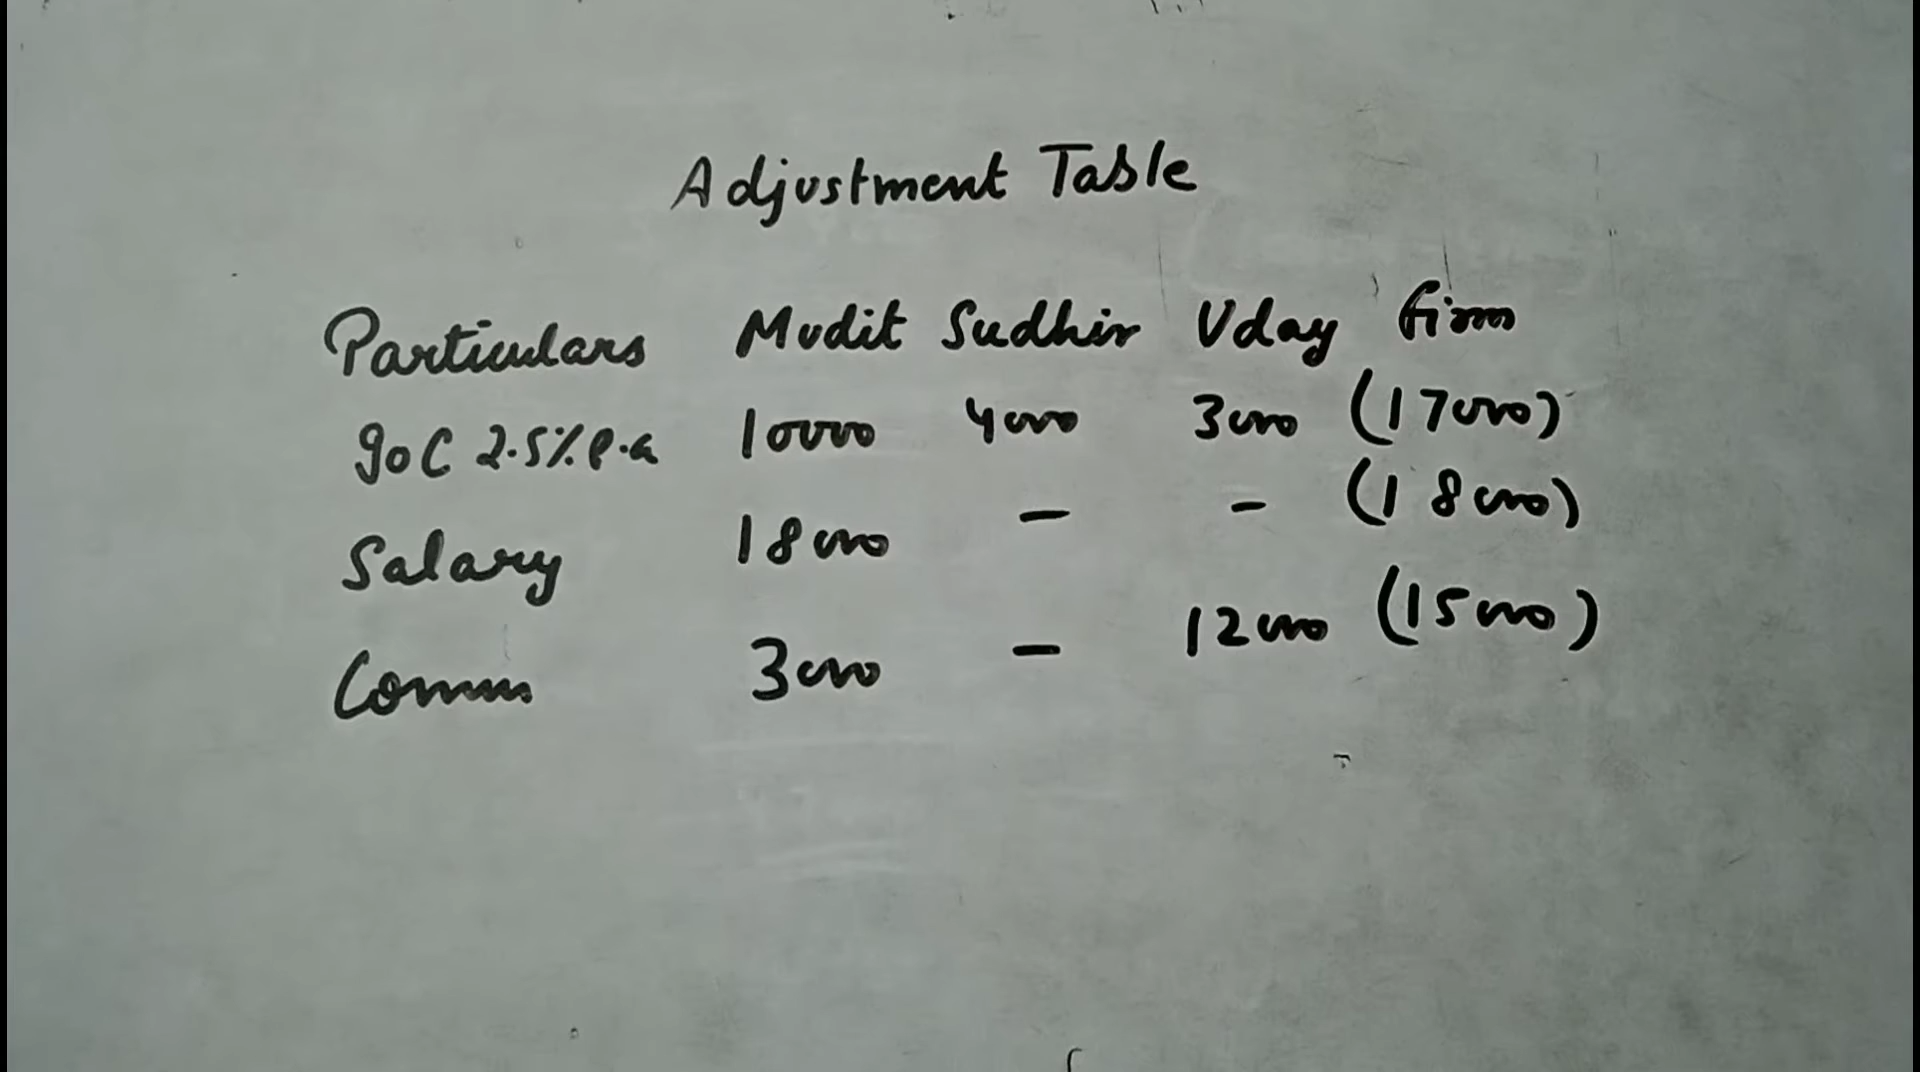 Adjustment Table
Particulars Mudit Sudhir Uday firm
IOC 2.5% P.a 10000 4000 3000 (17000)
Salary 18000 - - (18000)
Comm 3000 - 12000 (15000)